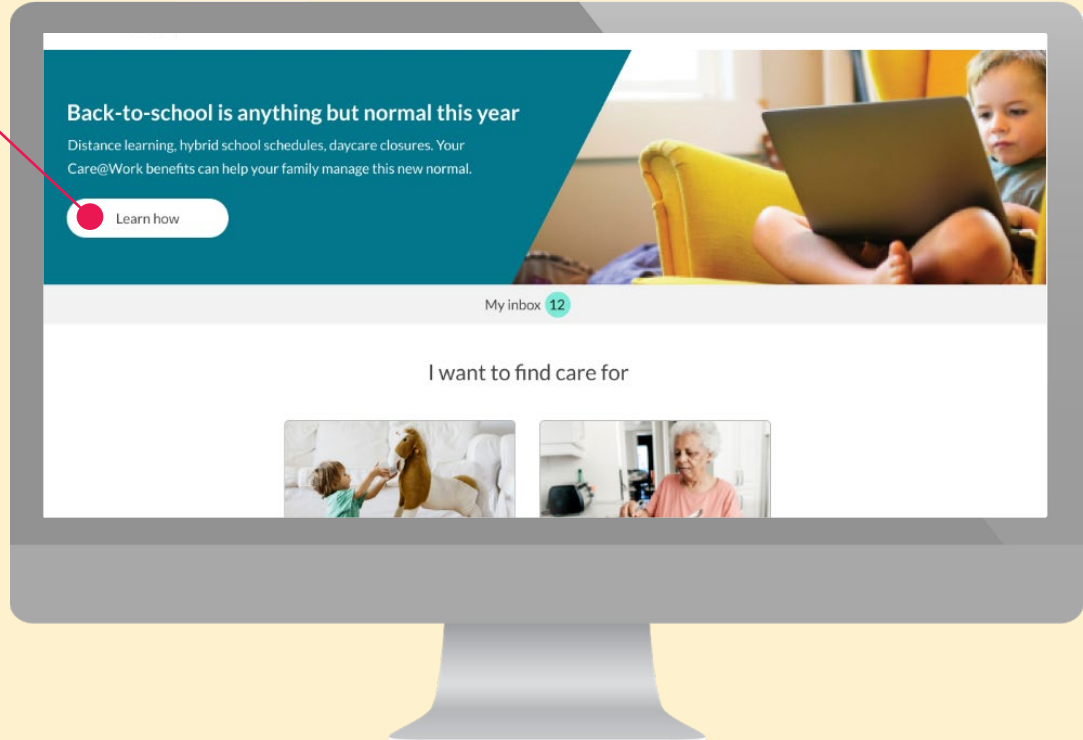 Back-to-school is anything but normal this year
Distance learning, hybrid school schedules, daycare closures. Your
Care@Work benefits can help your family manage this new normal.
Learn how
My inbox 12
I want to find care for